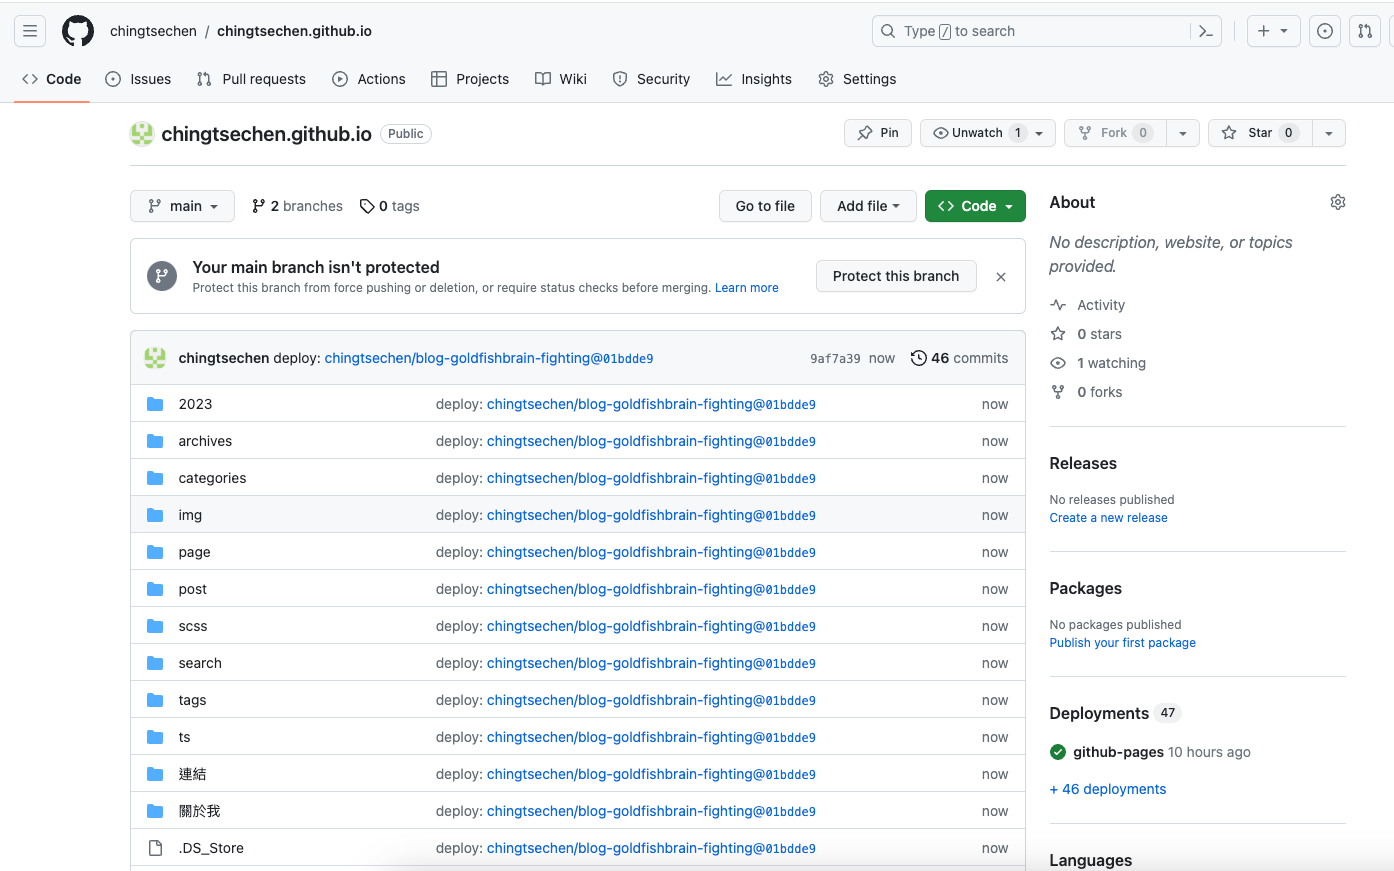 chingtsechen / chingtsechen.github.io
Type / to search
Code Issues Pull requests Actions Projects Wiki Security Insights Settings
chingtsechen.github.io Public
Pin Unwatch 1 Fork 0 Star 0
main 2 branches 0 tags Go to file Add file Code
Your main branch isn't protected
Protect this branch from force pushing or deletion, or require status checks before merging. Learn more
Protect this branch
chingtsechen deploy: chingtsechen/blog-goldfishbrain-fighting@01bdde9 9af7a39 now 46 commits
2023 deploy: chingtsechen/blog-goldfishbrain-fighting@01bdde9 now
archives deploy: chingtsechen/blog-goldfishbrain-fighting@01bdde9 now
categories deploy: chingtsechen/blog-goldfishbrain-fighting@01bdde9 now
img deploy: chingtsechen/blog-goldfishbrain-fighting@01bdde9 now
page deploy: chingtsechen/blog-goldfishbrain-fighting@01bdde9 now
post deploy: chingtsechen/blog-goldfishbrain-fighting@01bdde9 now
scss deploy: chingtsechen/blog-goldfishbrain-fighting@01bdde9 now
search deploy: chingtsechen/blog-goldfishbrain-fighting@01bdde9 now
tags deploy: chingtsechen/blog-goldfishbrain-fighting@01bdde9 now
ts deploy: chingtsechen/blog-goldfishbrain-fighting@01bdde9 now
連結 deploy: chingtsechen/blog-goldfishbrain-fighting@01bdde9 now
關於我 deploy: chingtsechen/blog-goldfishbrain-fighting@01bdde9 now
.DS_Store deploy: chingtsechen/blog-goldfishbrain-fighting@01bdde9 now
About
No description, website, or topics
provided.
Activity
0 stars
1 watching
0 forks
Releases
No releases published
Create a new release
Packages
No packages published
Publish your first package
Deployments 47
github-pages 10 hours ago
+ 46 deployments
Languages